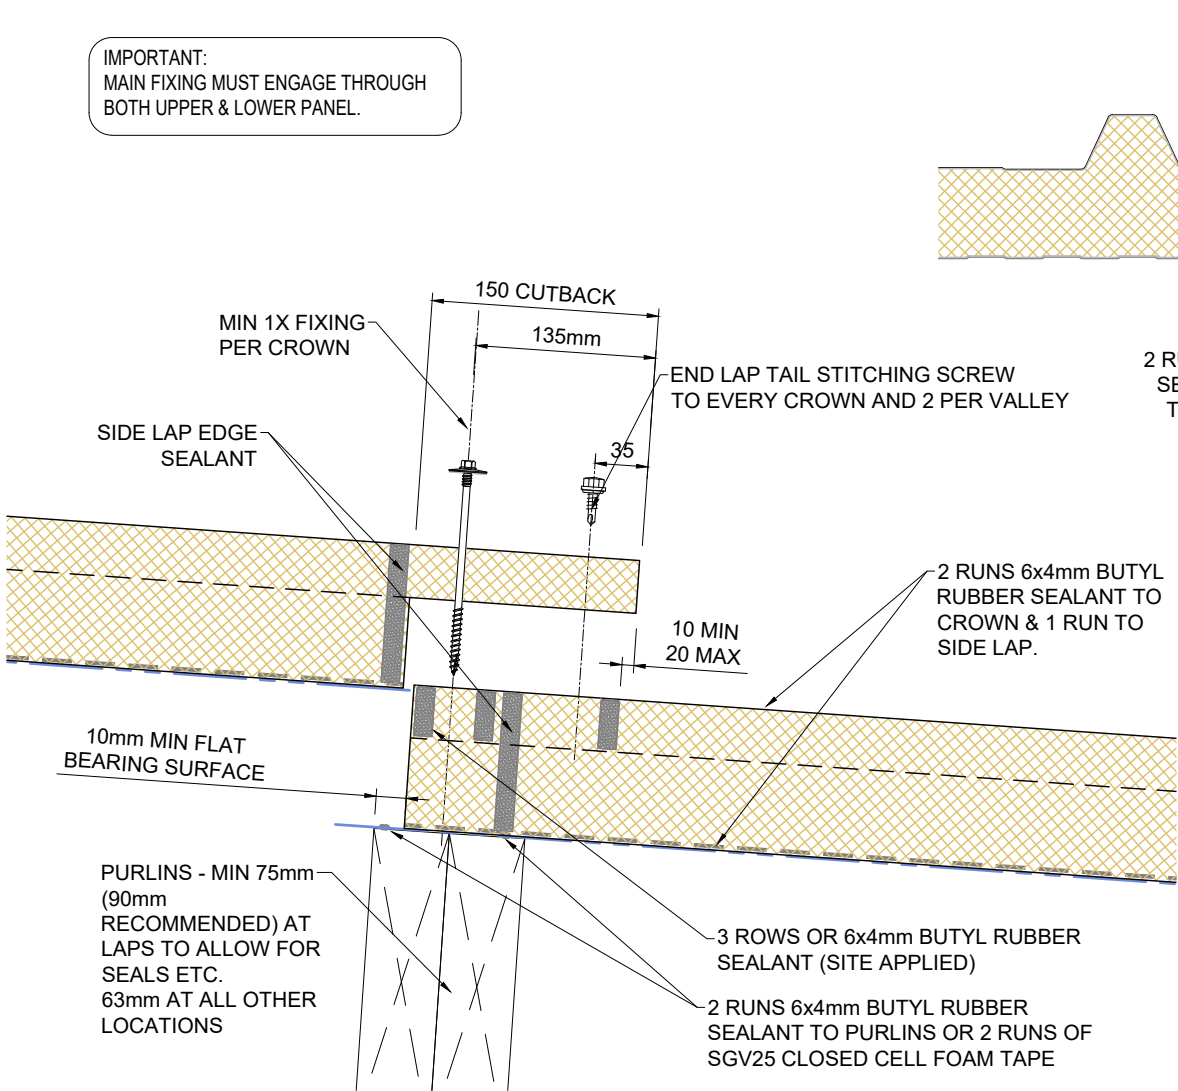 IMPORTANT:
MAIN FIXING MUST ENGAGE THROUGH
BOTH UPPER & LOWER PANEL.
150 CUTBACK
135mm
MIN 1X FIXING
PER CROWN
END LAP TAIL STITCHING SCREW
TO EVERY CROWN AND 2 PER VALLEY
35
SIDE LAP EDGE
SEALANT
2 RUNS 6x4mm BUTYL
RUBBER SEALANT TO
CROWN & 1 RUN TO
SIDE LAP.
10 MIN
20 MAX
10mm MIN FLAT
BEARING SURFACE
PURLINS - MIN 75mm
(90mm
RECOMMENDED) AT
LAPS TO ALLOW FOR
SEALS ETC.
63mm AT ALL OTHER
LOCATIONS
3 ROWS OR 6x4mm BUTYL RUBBER
SEALANT (SITE APPLIED)
2 RUNS 6x4mm BUTYL RUBBER
SEALANT TO PURLINS OR 2 RUNS OF
SGV25 CLOSED CELL FOAM TAPE